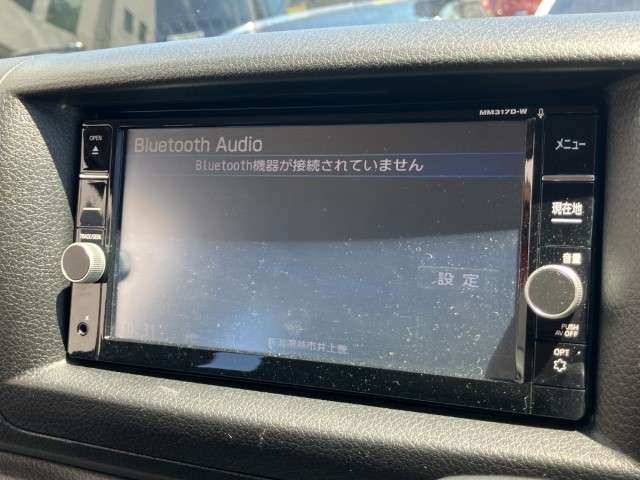 MM317D-W
OPEN
Bluetooth Audio
メニュー
Bluetooth機器が接続されていません
現在地
TRACK/SEEK
音量
設定
PUSH
AV OFF
OPT